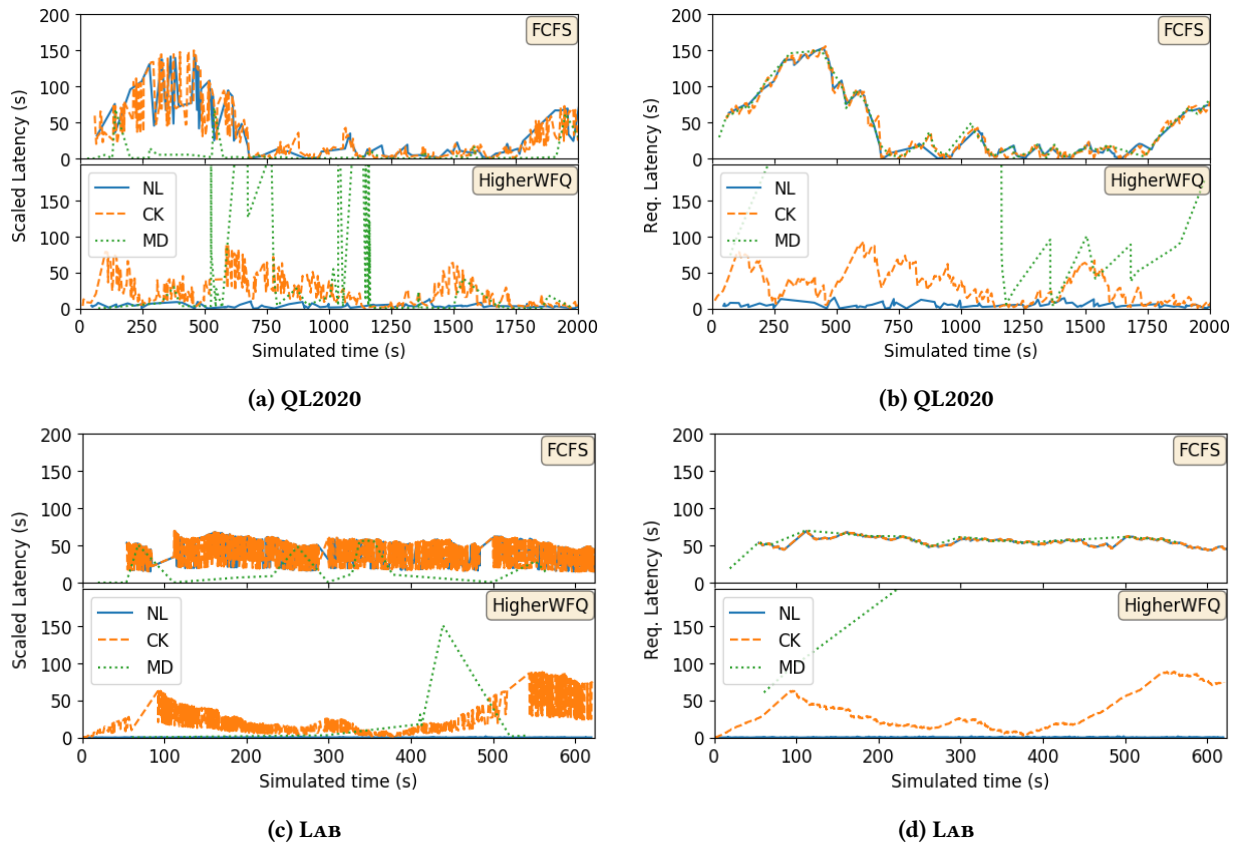 200
150
100
50
0
Scaled Latency (s)
FCFS
150
100
50
0
NL
CK
MD
HigherWFQ
0 250 500 750 1000 1250 1500 1750 2000
Simulated time (s)
(a) QL2020
200
150
100
50
0
Req. Latency (s)
FCFS
150
100
50
0
NL
CK
MD
HigherWFQ
0 250 500 750 1000 1250 1500 1750 2000
Simulated time (s)
(b) QL2020
200
150
100
50
0
Scaled Latency (s)
FCFS
150
100
50
0
NL
CK
MD
HigherWFQ
0 100 200 300 400 500 600
Simulated time (s)
(c) LAB
200
150
100
50
0
Req. Latency (s)
FCFS
150
100
50
0
NL
CK
MD
HigherWFQ
0 100 200 300 400 500 600
Simulated time (s)
(d) LAB